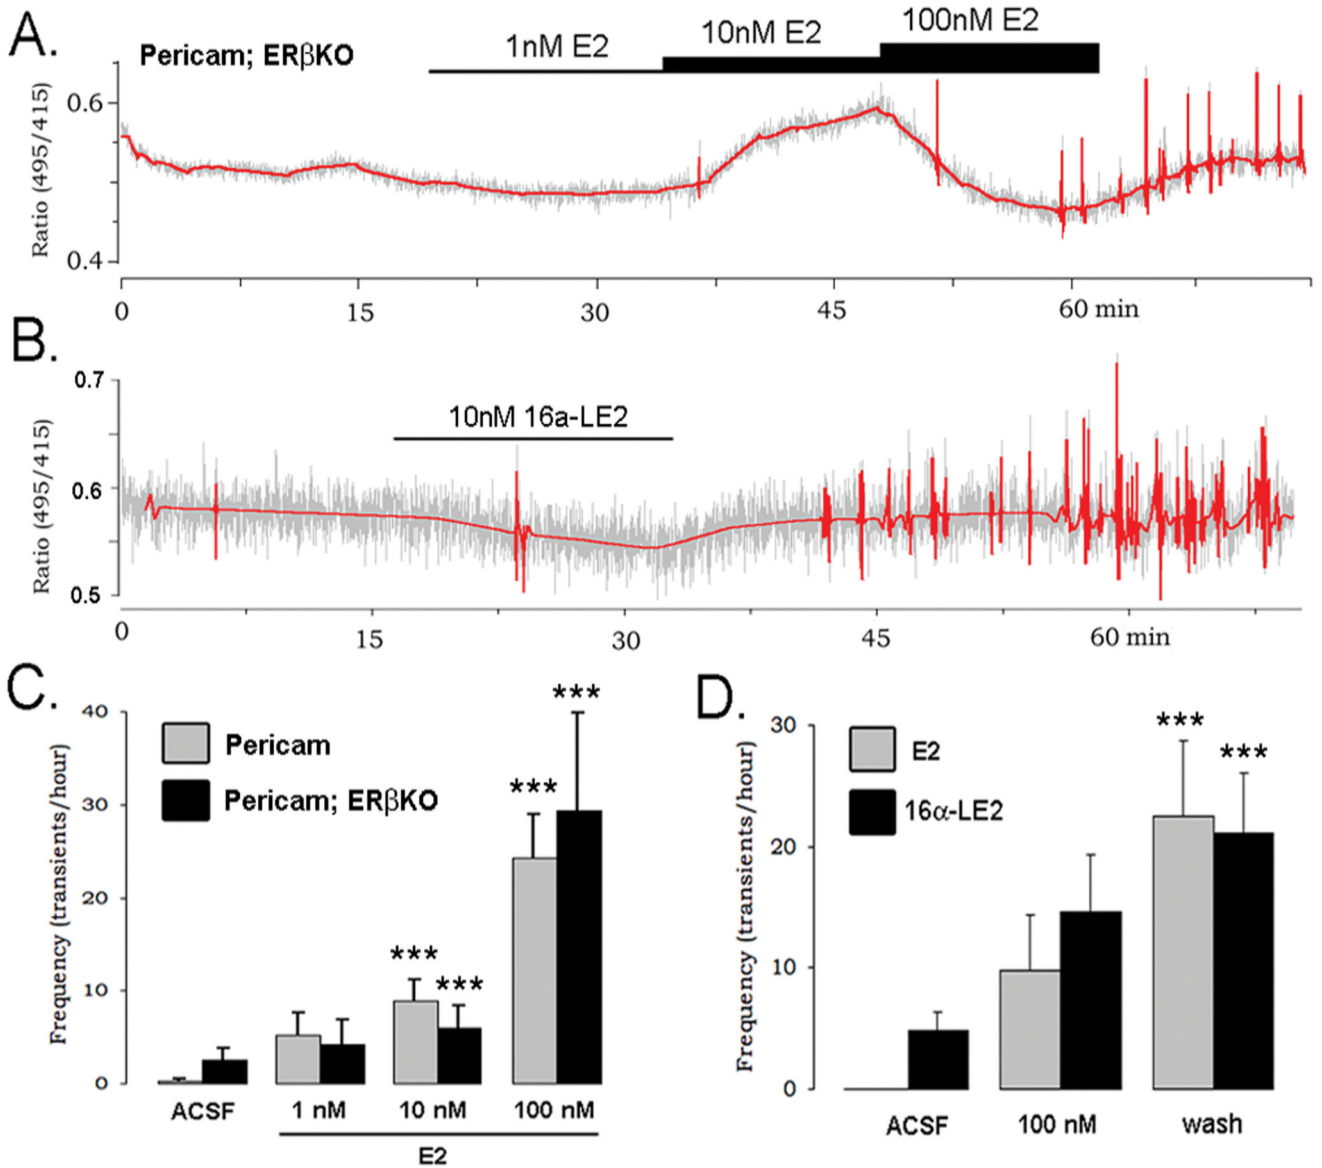 A.
Pericam; ERβKO
1nM E2
10nM E2
100nM E2
Ratio (495/415)
0.6
0.4
0
15
30
45
60 min
B.
10nM 16a-LE2
Ratio (495/415)
0.7
0.6
0.5
0
15
30
45
60 min
C.
Frequency (transients/hour)
40
30
20
10
0
Pericam
Pericam; ERβKO
***
***
***
***
ACSF
1 nM
10 nM
100 nM
E2
D.
Frequency (transients/hour)
30
20
10
0
E2
16α-LE2
***
***
ACSF
100 nM
wash